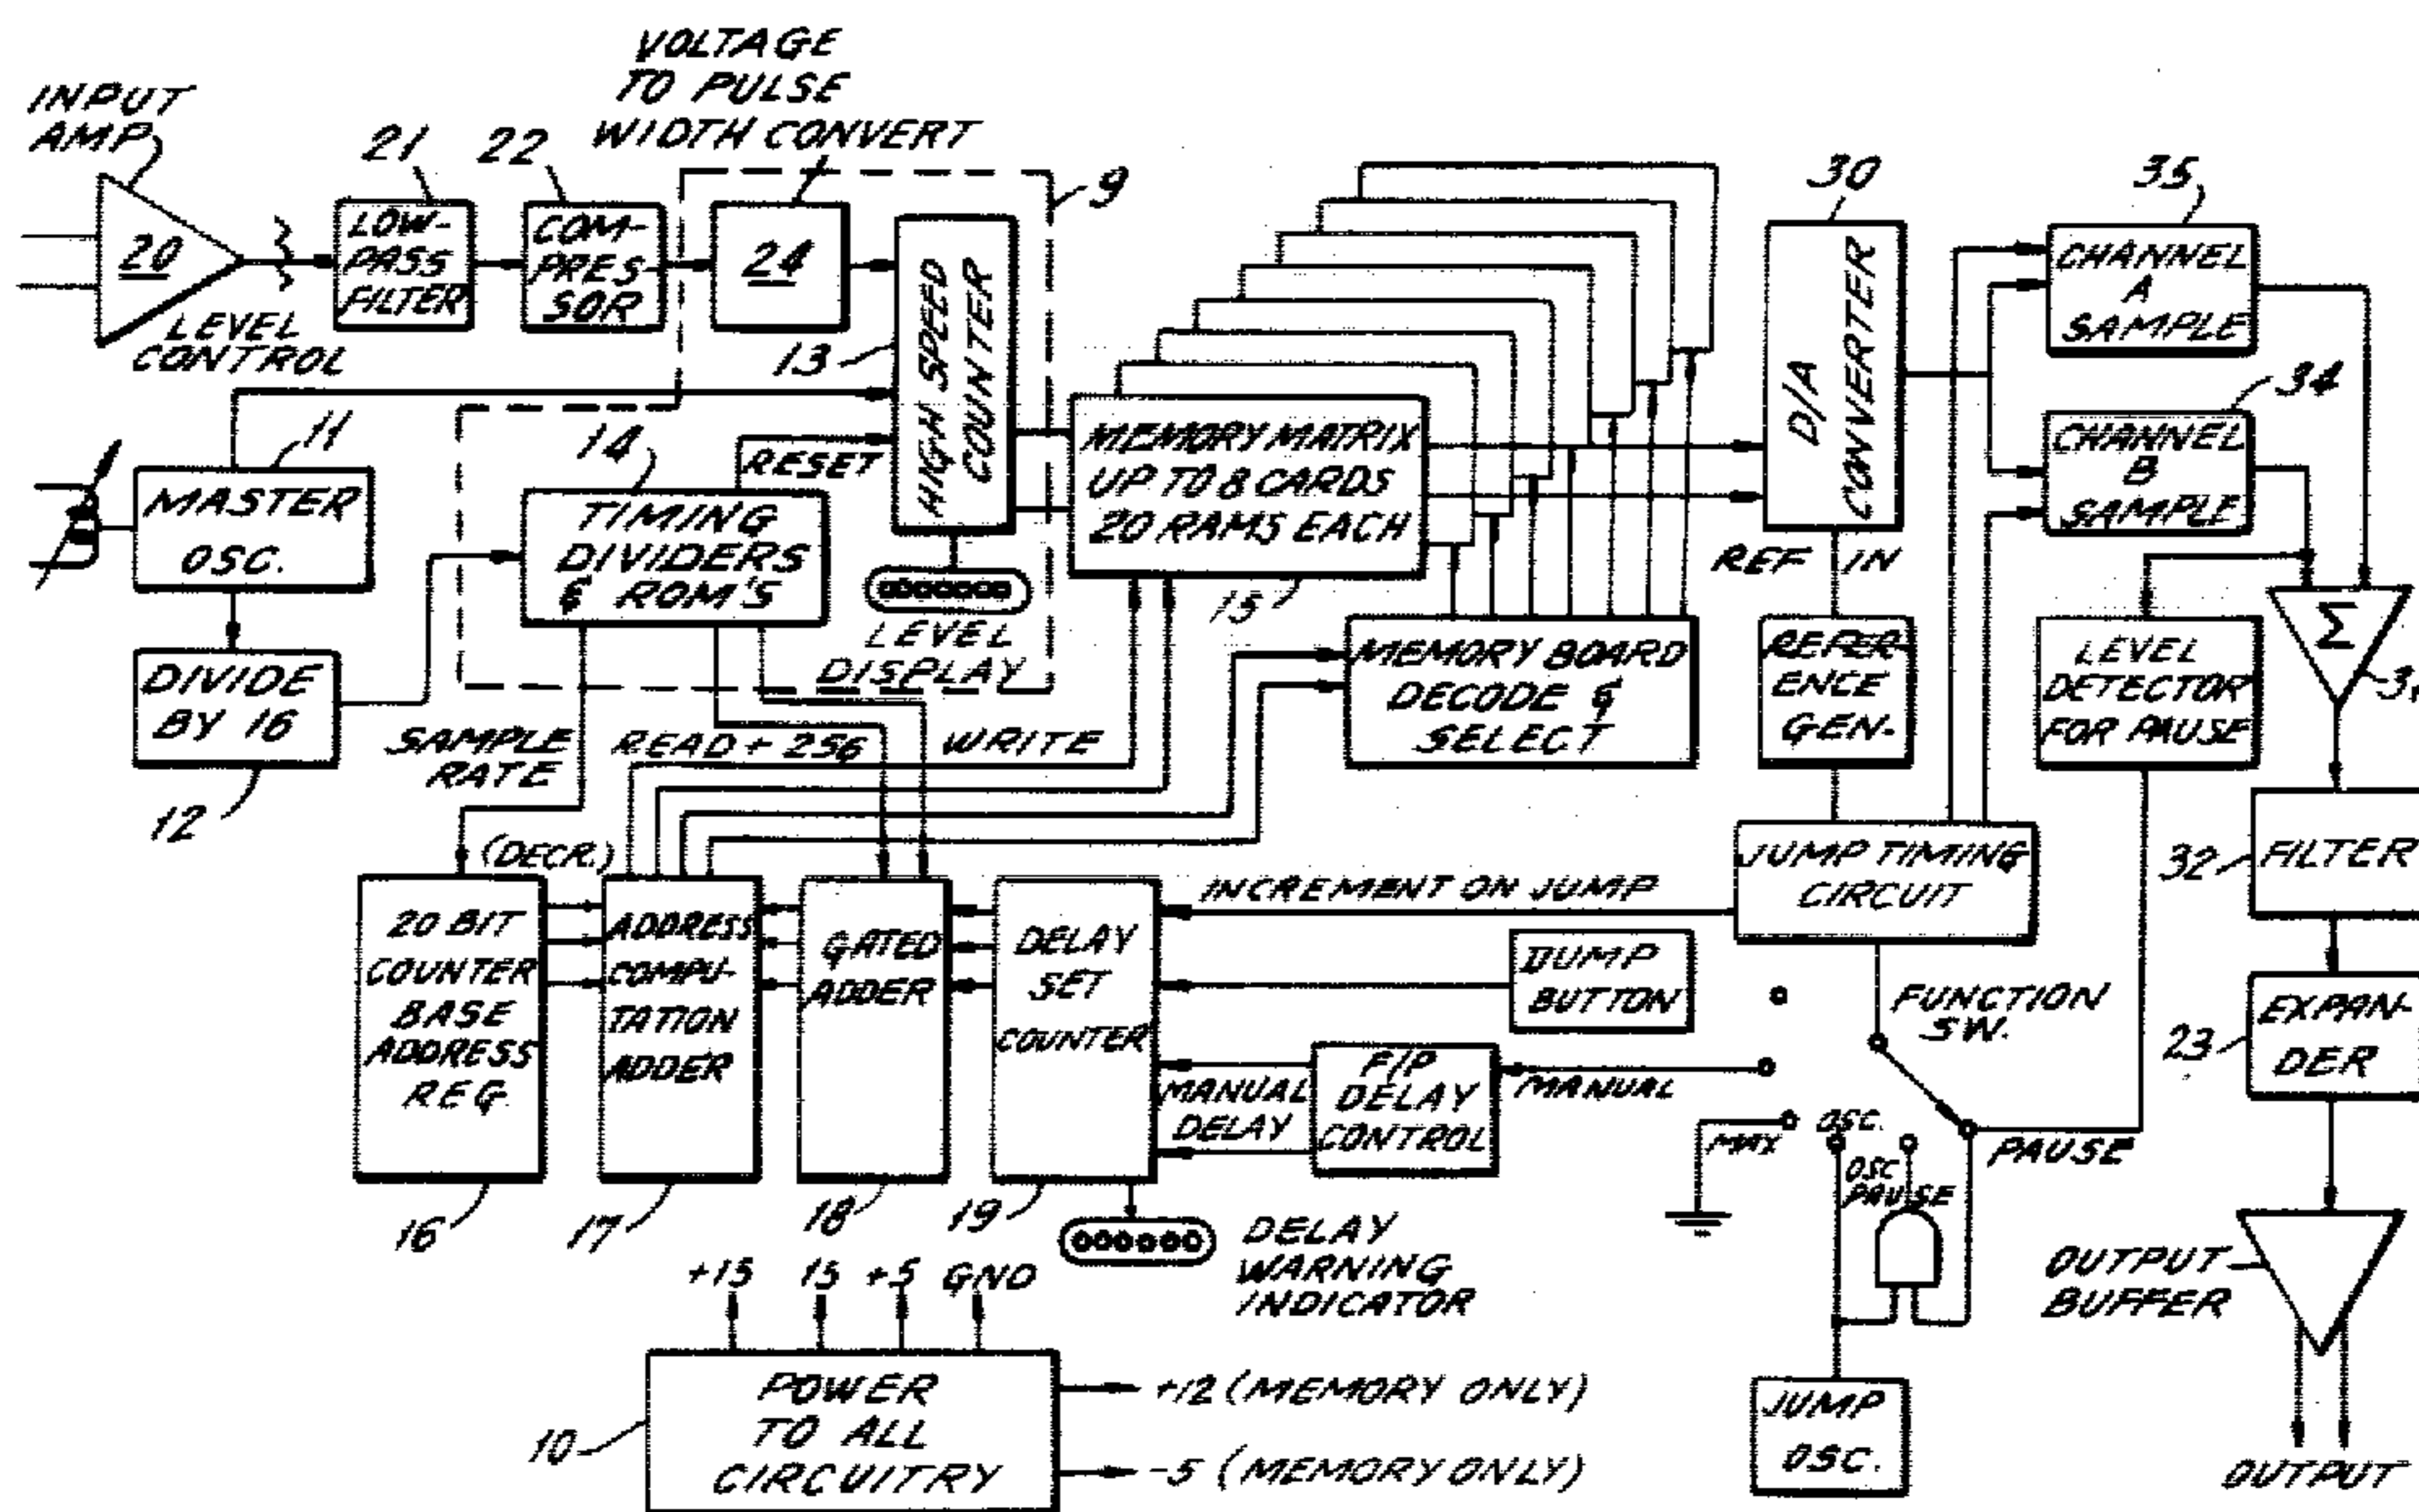 VOLTAGE
TO PULSE
WIDTH CONVERT
INPUT
AMP
20
LEVEL
CONTROL
21
LOW-
PASS
FILTER
22
COM-
PRES-
SOR
24
9
13
HIGH SPEED
COUNTER
11
MASTER
OSC.
14
RESET
TIMING
DIVIDERS
& ROM'S
LEVEL
DISPLAY
DIVIDE
BY 16
12
SAMPLE
RATE
READ + 256
WRITE
MEMORY MATRIX
UP TO 8 CARDS
20 RAMS EACH
15
MEMORY BOARD
DECODE &
SELECT
30
D/A
CONVERTER
REF IN
REFER-
ENCE
GEN-
35
CHANNEL
A
SAMPLE
34
CHANNEL
B
SAMPLE
LEVEL
DETECTOR
FOR PAUSE
Σ
32
FILTER
23
EXPAN-
DER
OUTPUT
BUFFER
OUTPUT
JUMP TIMING
CIRCUIT
INCREMENT ON JUMP
(DECR.)
20 BIT
COUNTER
BASE
ADDRESS
REG
16
ADDRESS
COMPU-
TATION
ADDER
17
GATED
ADDER
18
DELAY
SET
COUNTER
19
DUMP
BUTTON
FUNCTION
SW.
MANUAL
DELAY
F/P
DELAY
CONTROL
MANUAL
MAX
OSC.
OSC
PAUSE
PAUSE
DELAY
WARNING
INDICATOR
JUMP
OSC.
+15 15 +5 GND
10
POWER
TO ALL
CIRCUITRY
+12 (MEMORY ONLY)
-5 (MEMORY ONLY)